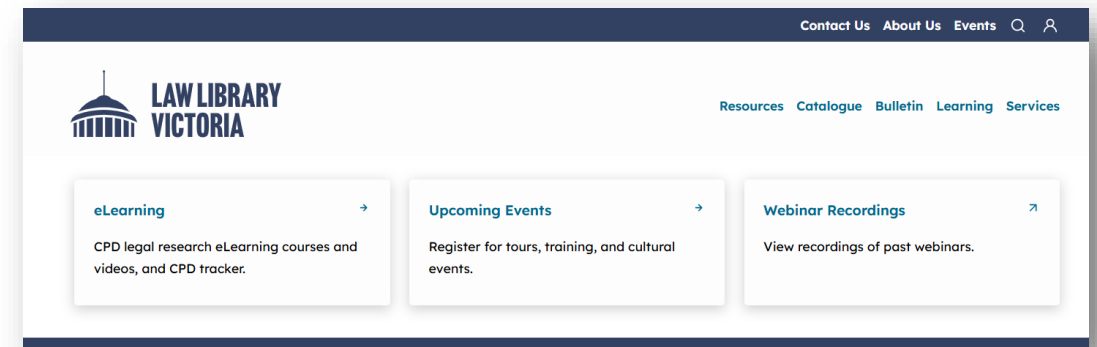 Contact Us About Us Events
LAW LIBRARY
VICTORIA
Resources Catalogue Bulletin Learning Services
eLearning
CPD legal research eLearning courses and
videos, and CPD tracker.
Upcoming Events
Register for tours, training, and cultural
events.
Webinar Recordings
View recordings of past webinars.